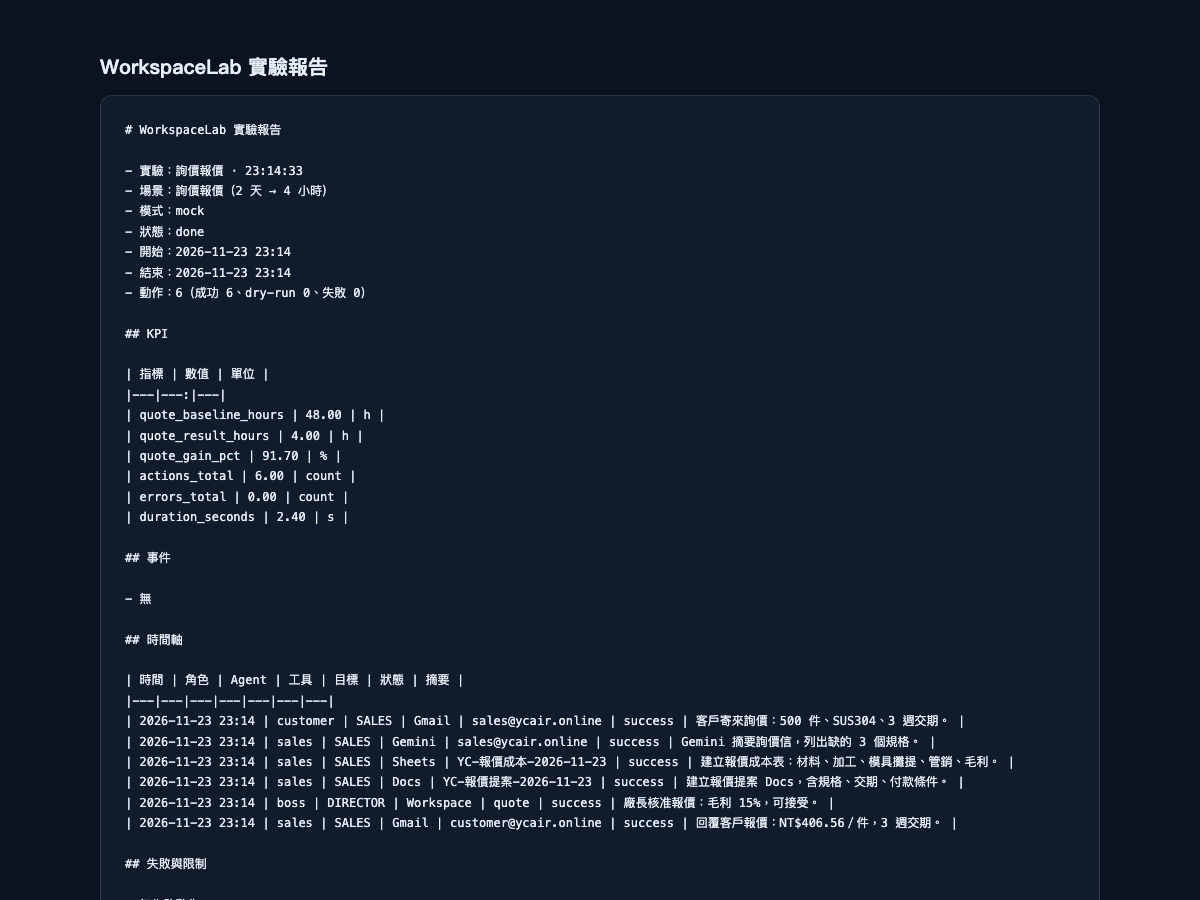 WorkspaceLab 實驗報告
# WorkspaceLab 實驗報告
- 實驗：詢價報價 · 23:14:33
- 場景：詢價報價（2 天 → 4 小時）
- 模式：mock
- 狀態：done
- 開始：2026-11-23 23:14
- 結束：2026-11-23 23:14
- 動作：6（成功 6、dry-run 0、失敗 0）
## KPI
| 指標 | 數值 | 單位 |
|---|---:|---|
| quote_baseline_hours | 48.00 | h |
| quote_result_hours | 4.00 | h |
| quote_gain_pct | 91.70 | % |
| actions_total | 6.00 | count |
| errors_total | 0.00 | count |
| duration_seconds | 2.40 | s |
## 事件
- 無
## 時間軸
| 時間 | 角色 | Agent | 工具 | 目標 | 狀態 | 摘要 |
|---|---|---|---|---|---|---|
| 2026-11-23 23:14 | customer | SALES | Gmail | sales@ycair.online | success | 客戶寄來詢價：500 件、SUS304、3 週交期。 |
| 2026-11-23 23:14 | sales | SALES | Gemini | sales@ycair.online | success | Gemini 摘要詢價信，列出缺的 3 個規格。 |
| 2026-11-23 23:14 | sales | SALES | Sheets | YC-報價成本-2026-11-23 | success | 建立報價成本表：材料、加工、模具攤提、管銷、毛利。 |
| 2026-11-23 23:14 | sales | SALES | Docs | YC-報價提案-2026-11-23 | success | 建立報價提案 Docs，含規格、交期、付款條件。 |
| 2026-11-23 23:14 | boss | DIRECTOR | Workspace | quote | success | 廠長核准報價：毛利 15%，可接受。 |
| 2026-11-23 23:14 | sales | SALES | Gmail | customer@ycair.online | success | 回覆客戶報價：NT$406.56／件，3 週交期。 |
## 失敗與限制